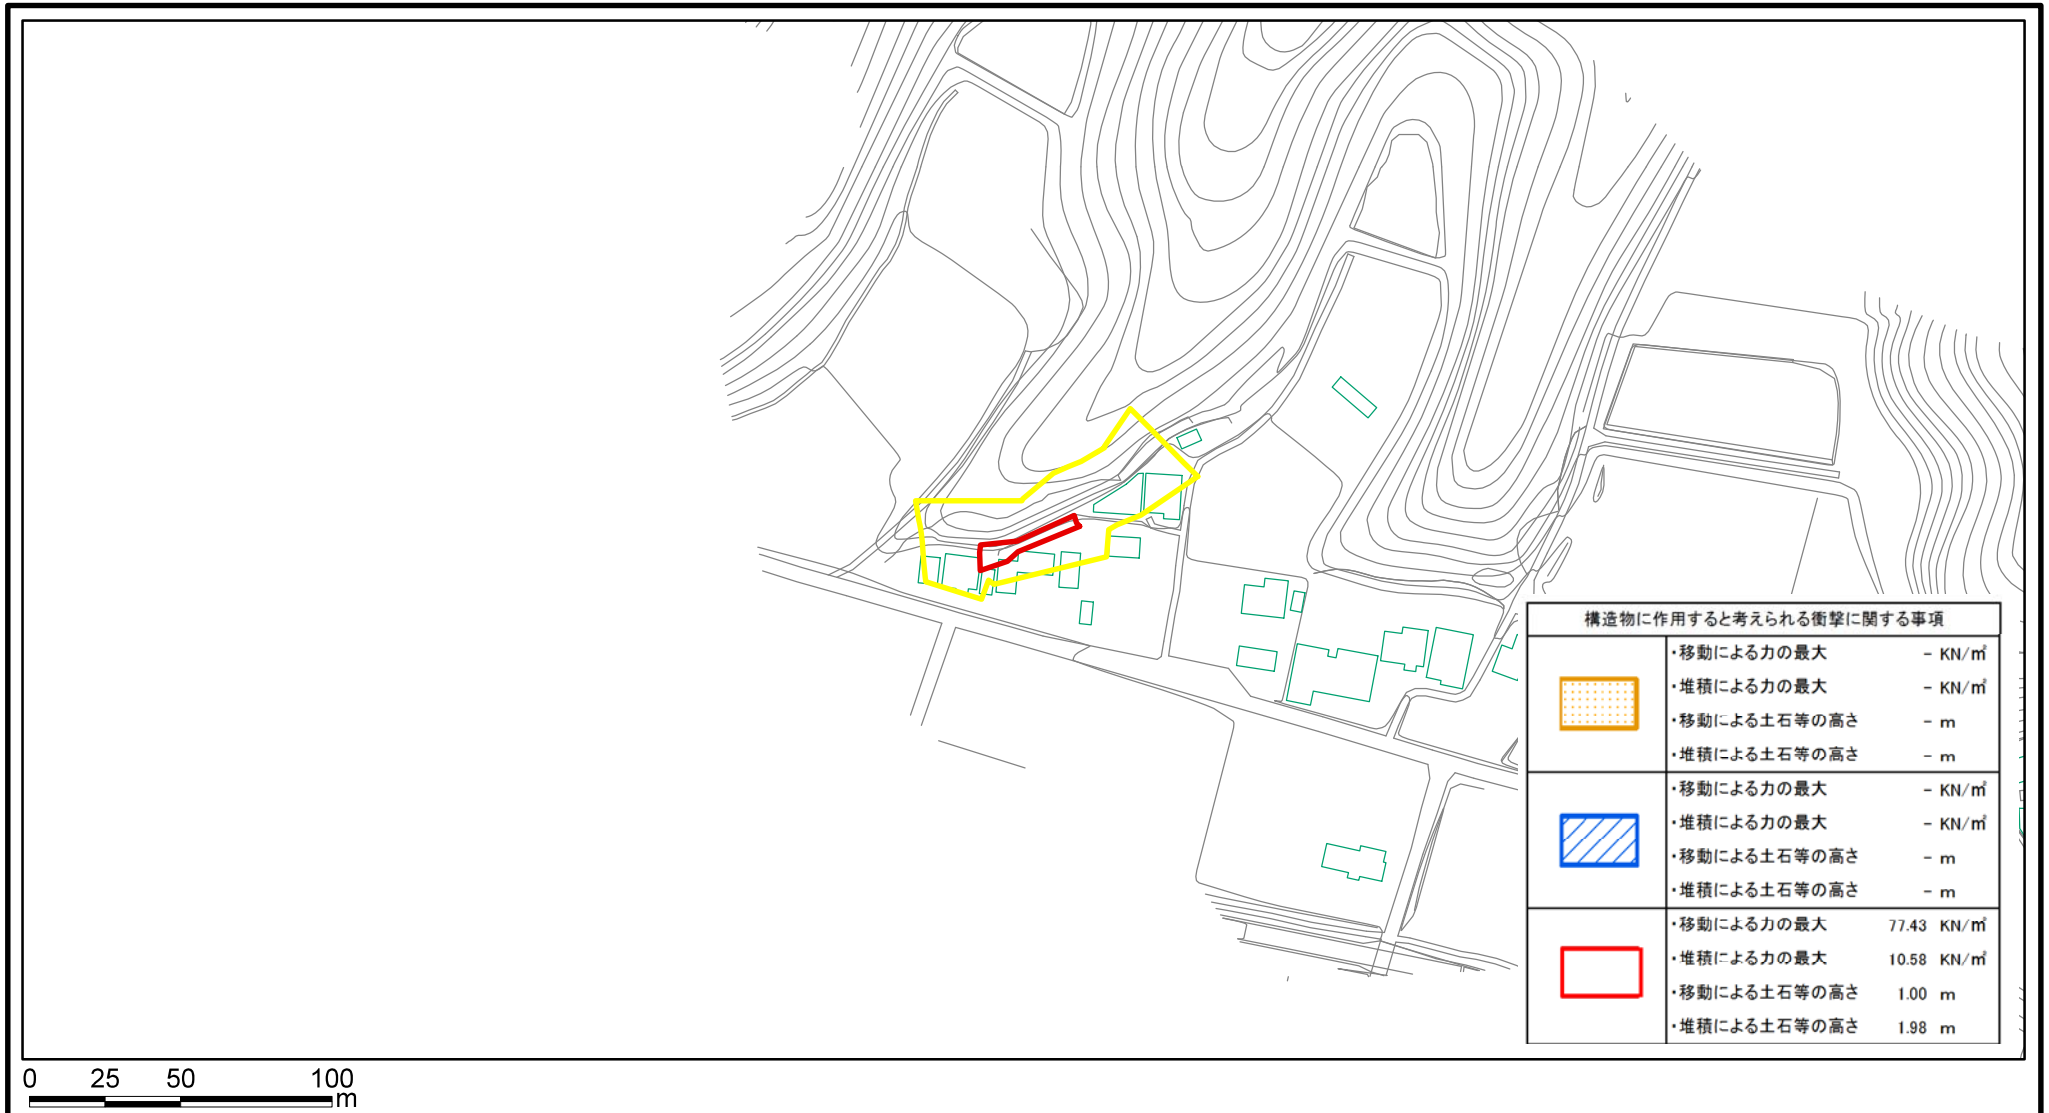 構造物に作用すると考えられる衝撃に関する事項
・移動による力の最大 - KN/㎡
・堆積による力の最大 - KN/㎡
・移動による土石等の高さ - m
・堆積による土石等の高さ - m
・移動による力の最大 - KN/㎡
・堆積による力の最大 - KN/㎡
・移動による土石等の高さ - m
・堆積による土石等の高さ - m
・移動による力の最大 77.43 KN/㎡
・堆積による力の最大 10.58 KN/㎡
・移動による土石等の高さ 1.00 m
・堆積による土石等の高さ 1.98 m
0 25 50 100
m